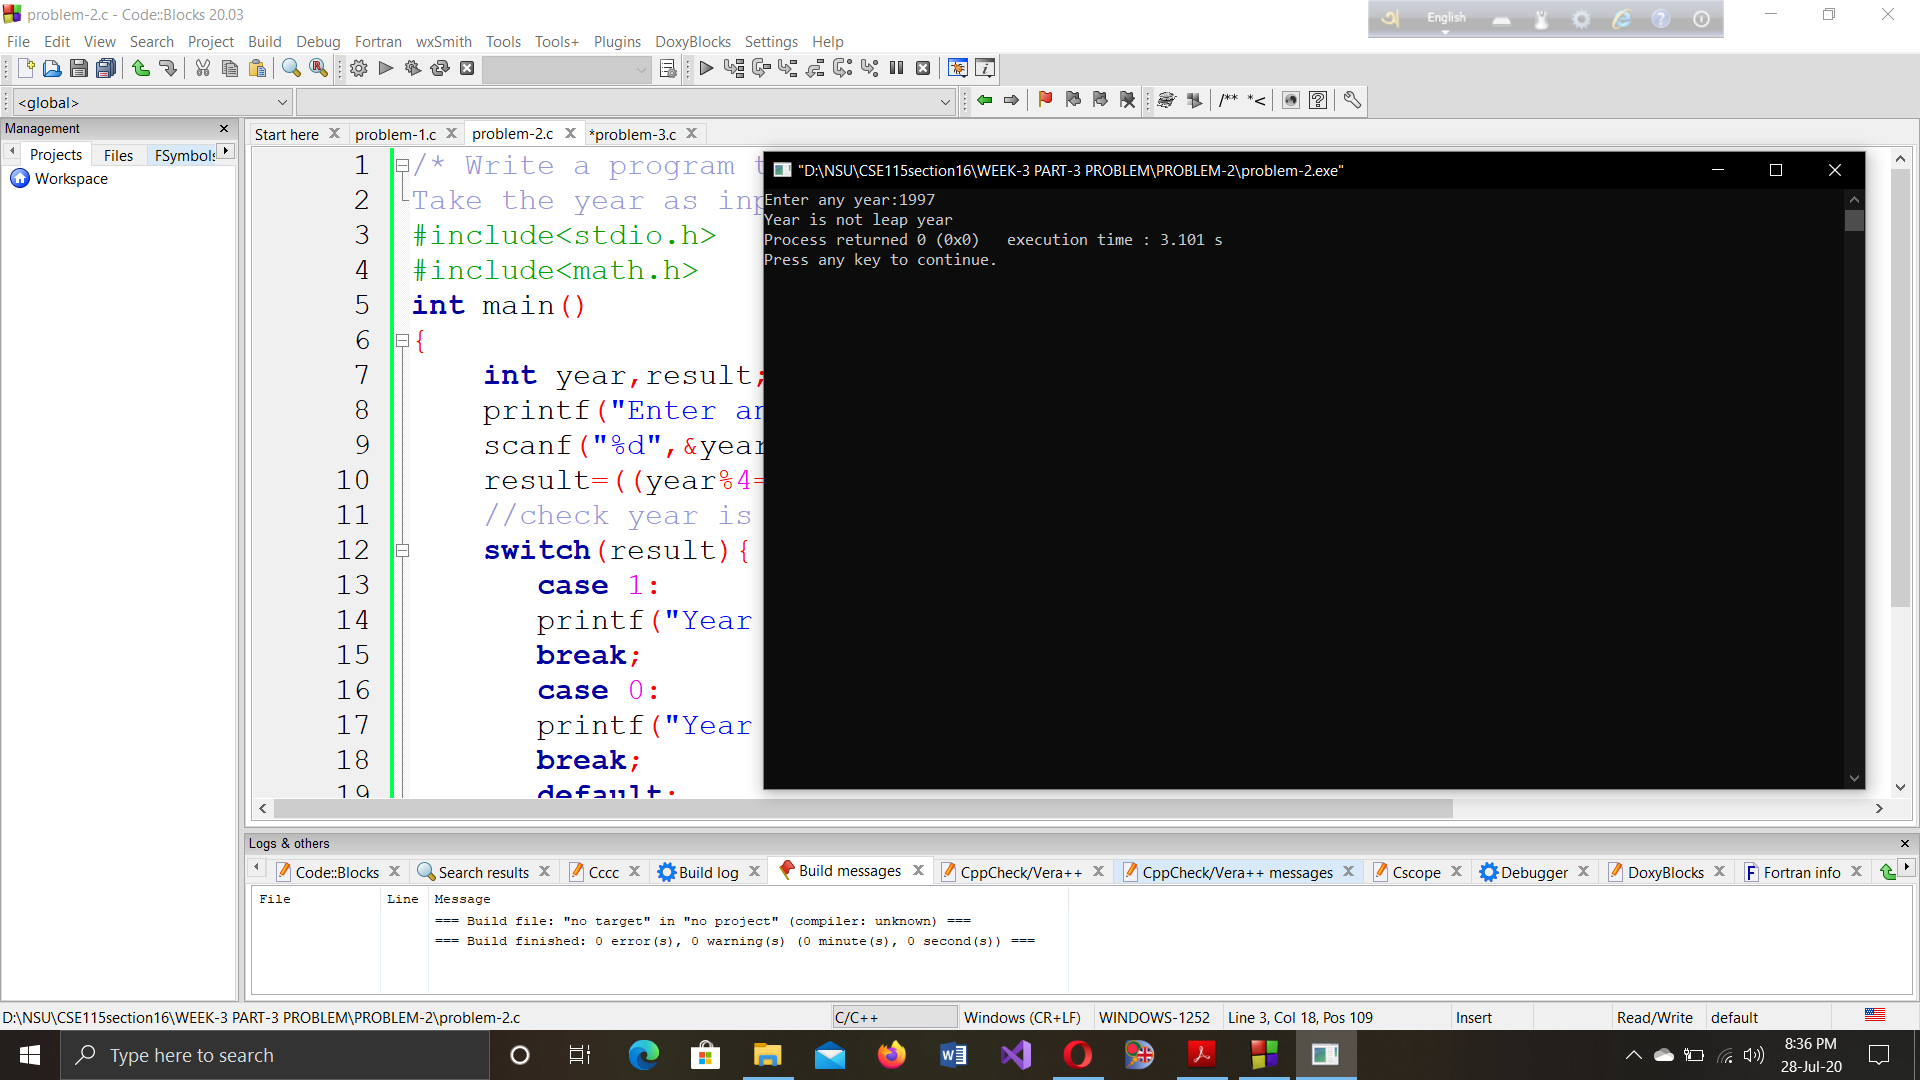 problem-2.c - Code::Blocks 20.03
English
File Edit View Search Project Build Debug Fortran wxSmith Tools Tools+ Plugins DoxyBlocks Settings Help
<global>
/** *<
Management
Projects Files FSymbols
Workspace
Start here problem-1.c problem-2.c *problem-3.c
1 /* Write a program t
2 Take the year as inp
3 #include<stdio.h>
4 #include<math.h>
5 int main()
6 {
7 int year,result;
8 printf("Enter an
9 scanf("%d",&year
10 result=((year%4=
11 //check year is
12 switch(result){
13 case 1:
14 printf("Year
15 break;
16 case 0:
17 printf("Year
18 break;
19 default:
"D:\NSU\CSE115section16\WEEK-3 PART-3 PROBLEM\PROBLEM-2\problem-2.exe"
Enter any year:1997
Year is not leap year
Process returned 0 (0x0)   execution time : 3.101 s
Press any key to continue.
Logs & others
Code::Blocks Search results Cccc Build log Build messages CppCheck/Vera++ CppCheck/Vera++ messages Cscope Debugger DoxyBlocks Fortran info
File Line Message
=== Build file: "no target" in "no project" (compiler: unknown) ===
=== Build finished: 0 error(s), 0 warning(s) (0 minute(s), 0 second(s)) ===
D:\NSU\CSE115section16\WEEK-3 PART-3 PROBLEM\PROBLEM-2\problem-2.c C/C++ Windows (CR+LF) WINDOWS-1252 Line 3, Col 18, Pos 109 Insert Read/Write default
Type here to search
8:36 PM
28-Jul-20